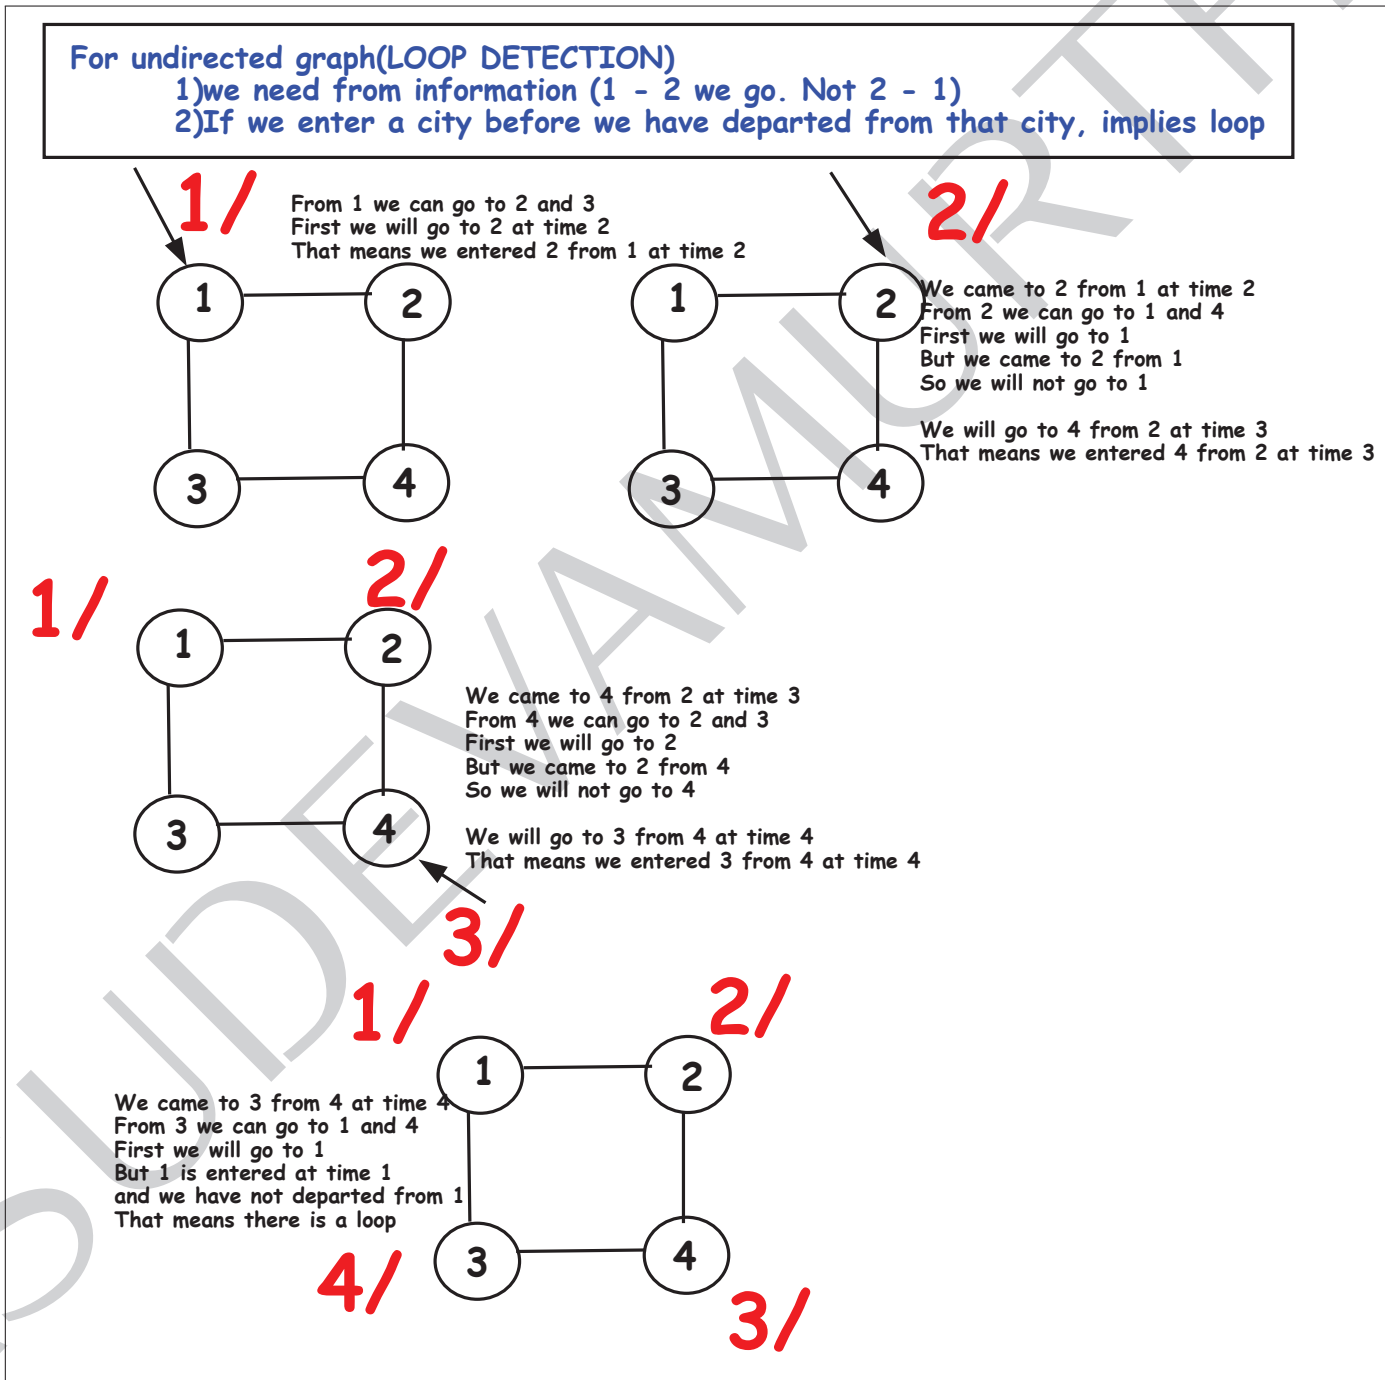 For undirected graph(LOOP DETECTION)
1)we need from information (1 - 2 we go. Not 2 - 1)
2)If we enter a city before we have departed from that city, implies loop
1/
From 1 we can go to 2 and 3
First we will go to 2 at time 2
That means we entered 2 from 1 at time 2
1
2
3
4
2/
1
2
3
4
We came to 2 from 1 at time 2
From 2 we can go to 1 and 4
First we will go to 1
But we came to 2 from 1
So we will not go to 1
We will go to 4 from 2 at time 3
That means we entered 4 from 2 at time 3
1/
2/
1
2
3
4
We came to 4 from 2 at time 3
From 4 we can go to 2 and 3
First we will go to 2
But we came to 2 from 4
So we will not go to 4
We will go to 3 from 4 at time 4
That means we entered 3 from 4 at time 4
3/
1/
2/
1
2
We came to 3 from 4 at time 4
From 3 we can go to 1 and 4
First we will go to 1
But 1 is entered at time 1
and we have not departed from 1
That means there is a loop
3
4
4/
3/
SUDEVAMURTH